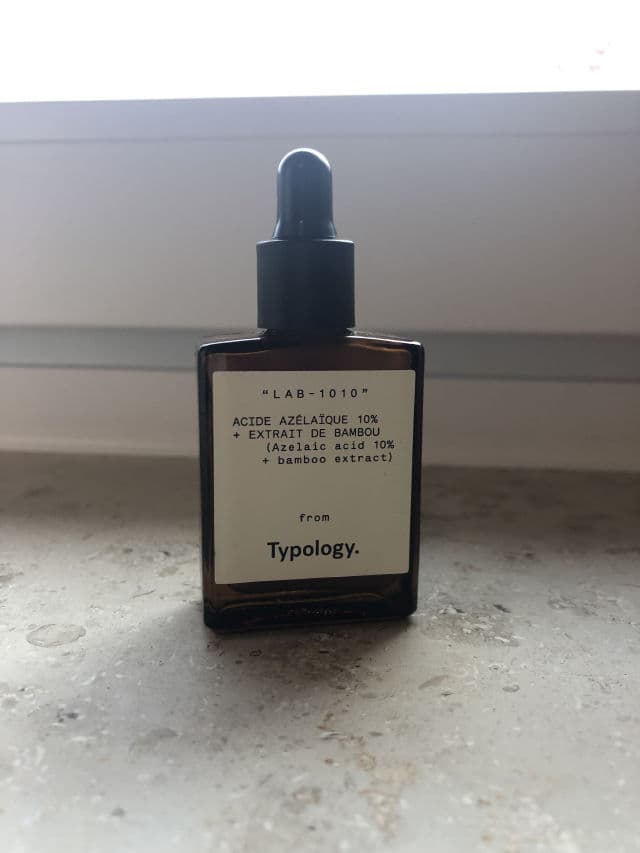 "LAB-1010"
ACIDE AZÉLAÏQUE 10%
+ EXTRAIT DE BAMBOU
(Azelaic acid 10%
+ bamboo extract)
from
Typology.